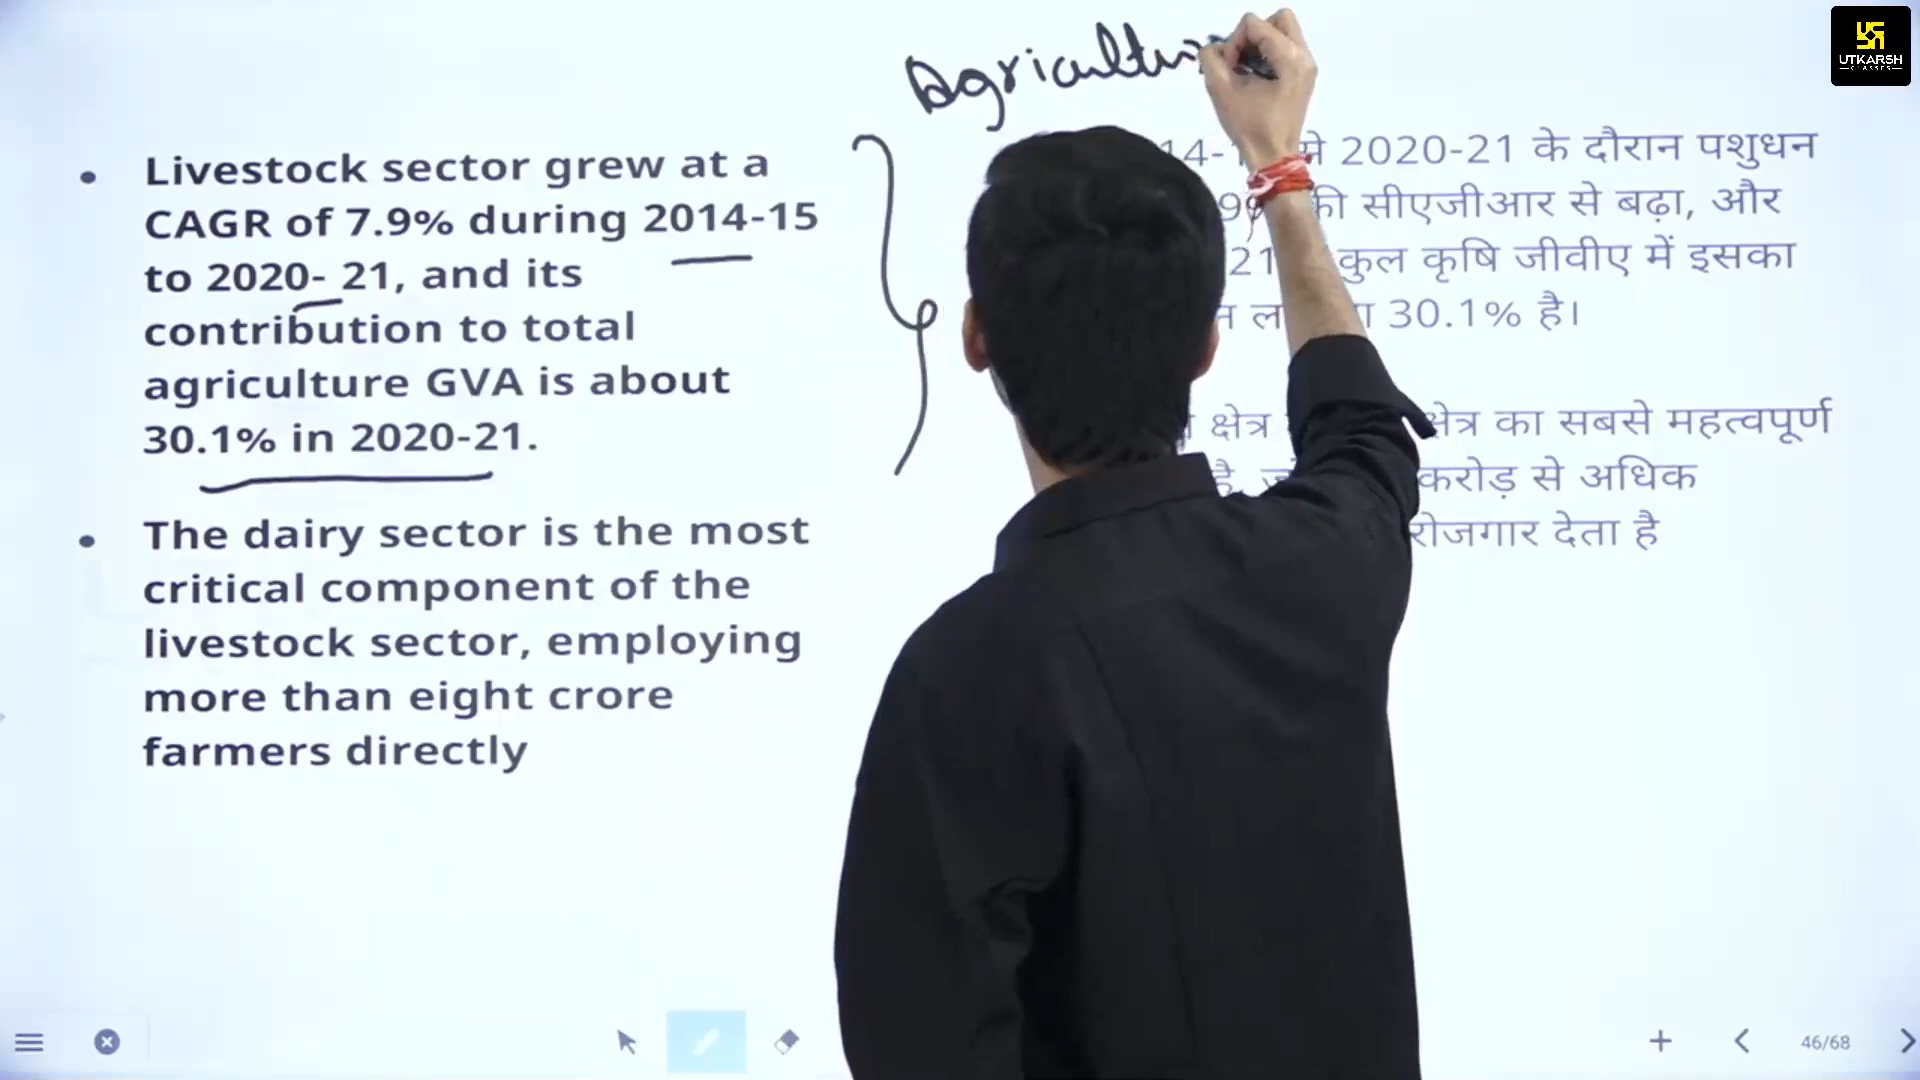 Agricultur
UTKARSH
CLASSES
• Livestock sector grew at a
CAGR of 7.9% during 2014-15
to 2020- 21, and its
contribution to total
agriculture GVA is about
30.1% in 2020-21.
• The dairy sector is the most
critical component of the
livestock sector, employing
more than eight crore
farmers directly
से 2020-21 के दौरान पशुधन
की सीएजीआर से बढ़ा, और
21 कुल कृषि जीवीए में इसका
30.1% है।
क्षेत्र क्षेत्र का सबसे महत्वपूर्ण
है, करोड़ से अधिक
रोजगार देता है
46/68